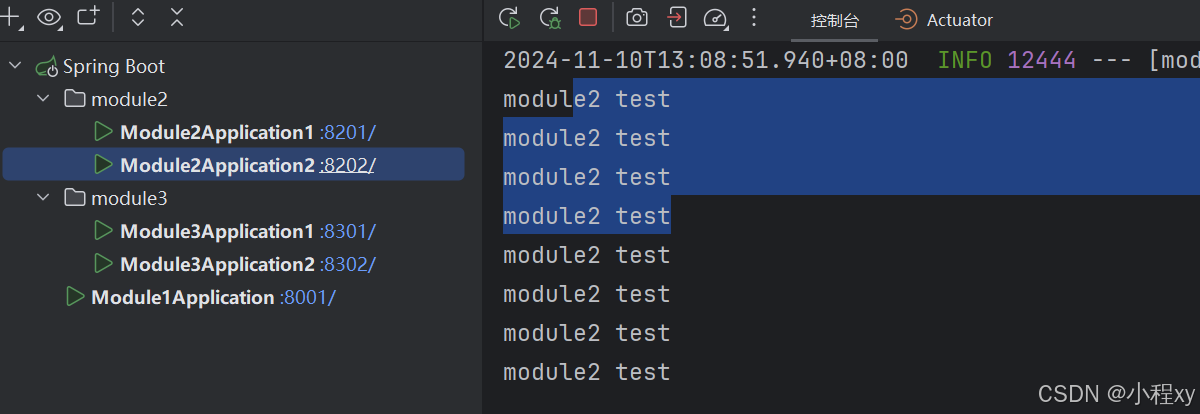 Spring Boot
module2
Module2Application1 :8201/
Module2Application2 :8202/
module3
Module3Application1 :8301/
Module3Application2 :8302/
Module1Application :8001/
控制台
Actuator
2024-11-10T13:08:51.940+08:00  INFO 12444 --- [mod
module2 test
module2 test
module2 test
module2 test
module2 test
module2 test
module2 test
module2 test
CSDN @小程xy